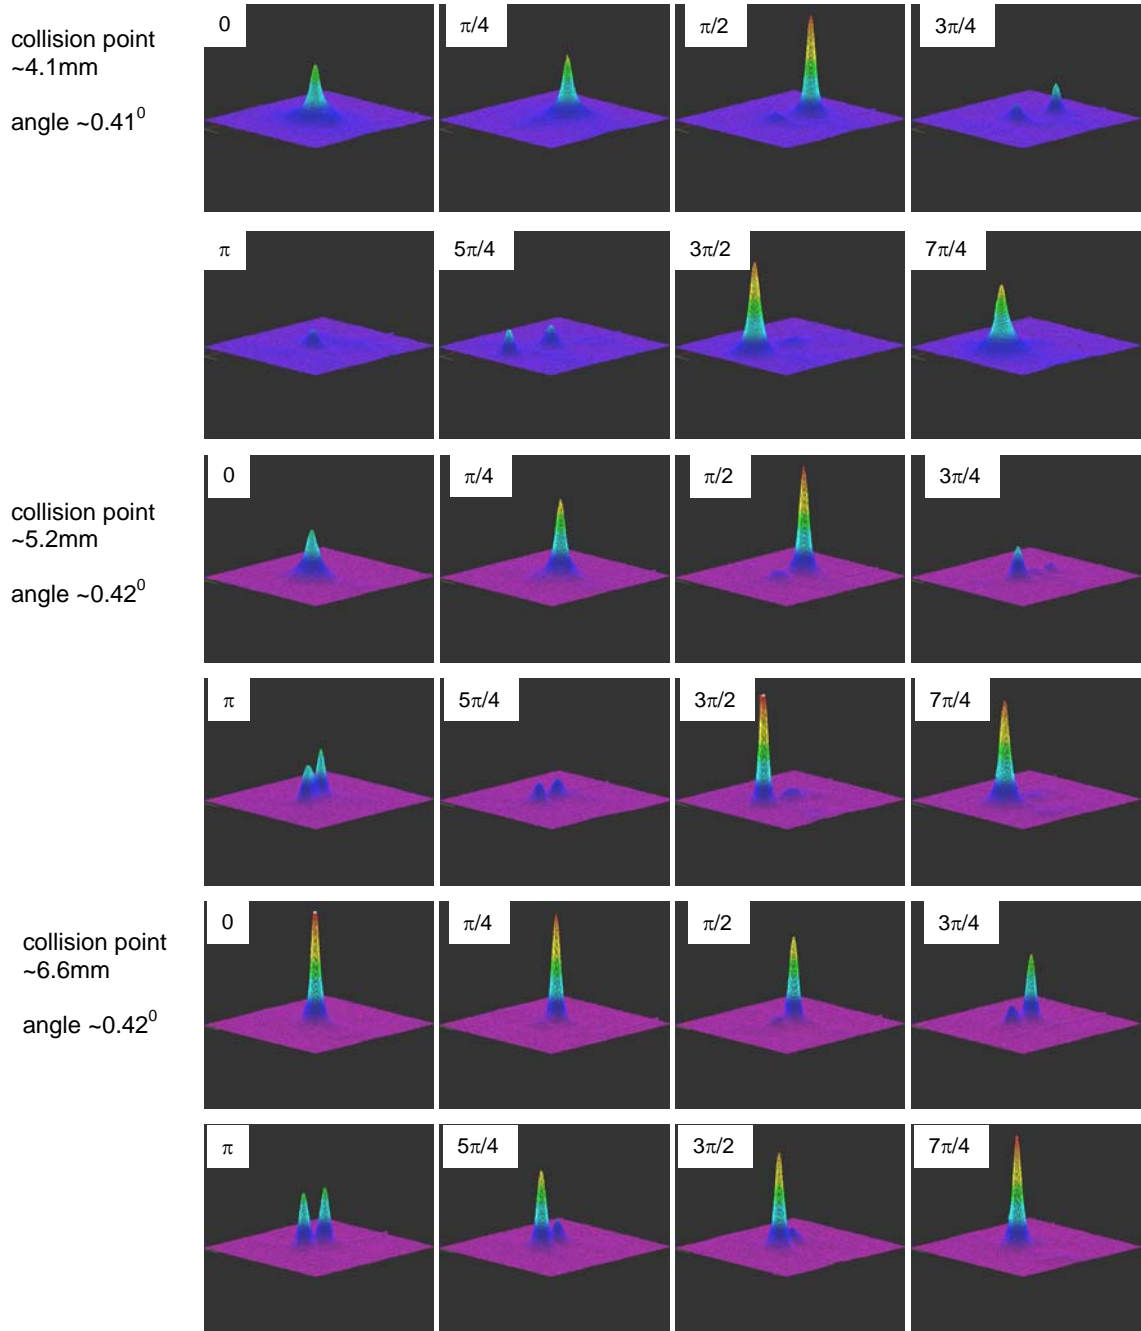 collision point
~4.1mm
angle ~0.41⁰
0
π/4
π/2
3π/4
π
5π/4
3π/2
7π/4
collision point
~5.2mm
angle ~0.42⁰
0
π/4
π/2
3π/4
π
5π/4
3π/2
7π/4
collision point
~6.6mm
angle ~0.42⁰
0
π/4
π/2
3π/4
π
5π/4
3π/2
7π/4